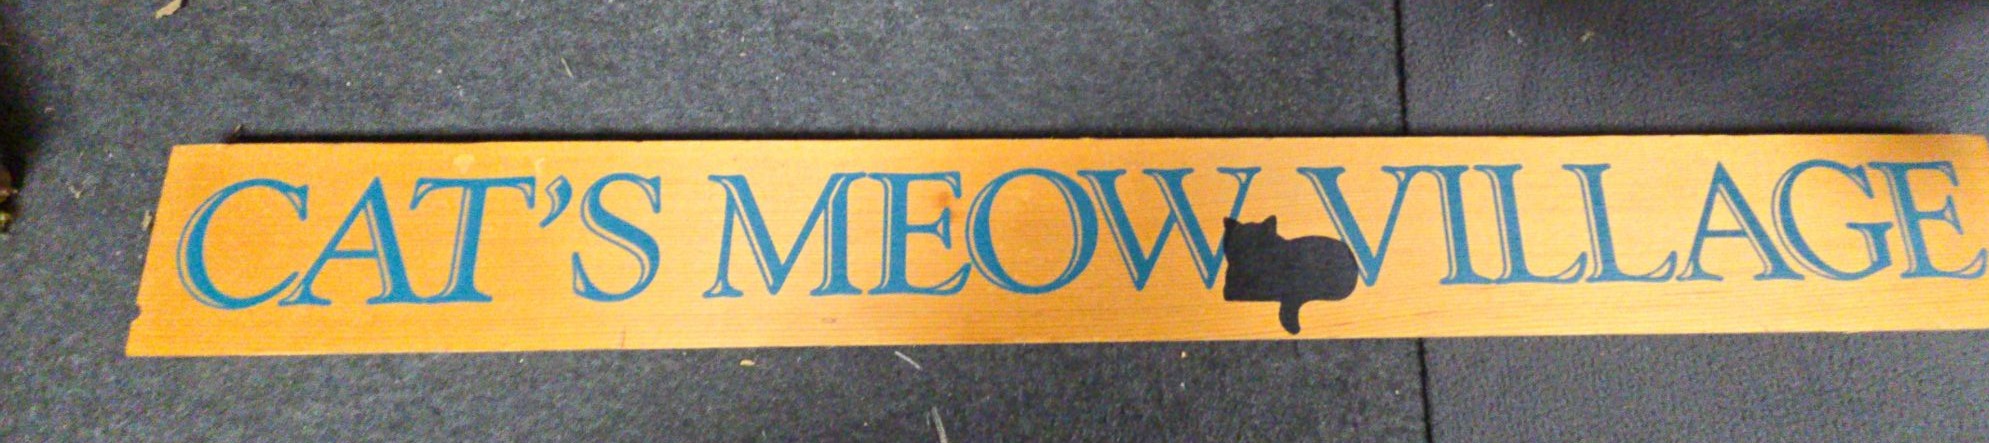 CAT'S MEOW VILLAGE